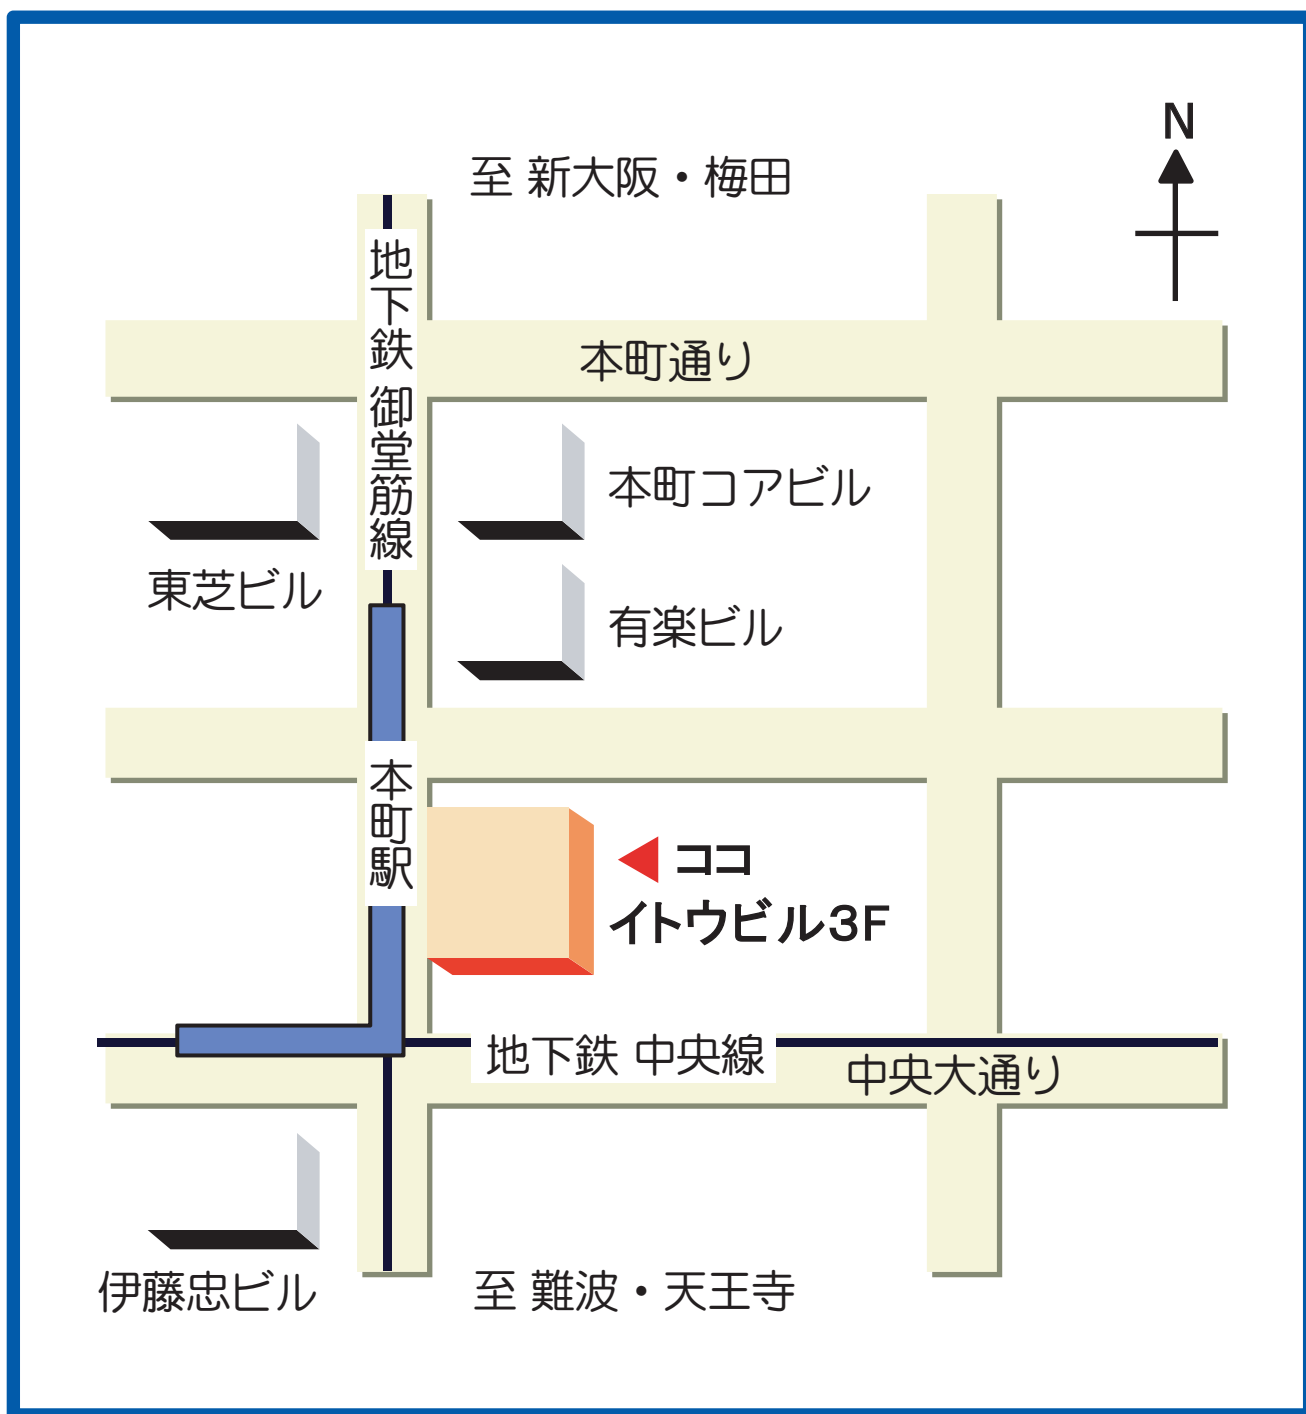 N
至 新大阪・梅田
地下鉄 御堂筋線
本町通り
本町コアビル
東芝ビル
有楽ビル
本町駅
ココ
イトウビル3F
地下鉄 中央線
中央大通り
伊藤忠ビル
至 難波・天王寺